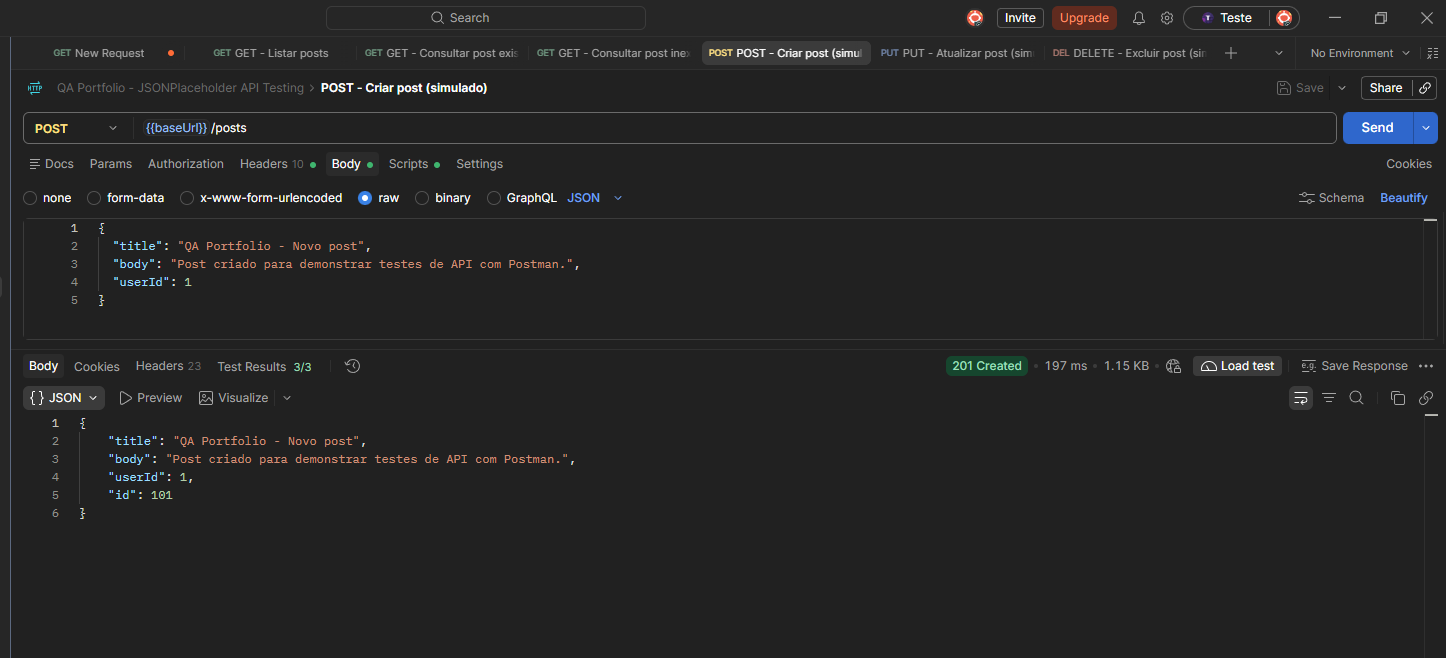 Search
Invite
Upgrade
T Teste
GET New Request
GET GET - Listar posts
GET GET - Consultar post exis
GET GET - Consultar post ine
POST POST - Criar post (simul
PUT PUT - Atualizar post (sim
DEL DELETE - Excluir post (sin
No Environment
HTTP QA Portfolio - JSONPlaceholder API Testing > POST - Criar post (simulado)
Save
Share
POST {{baseUrl}} /posts
Send
Docs Params Authorization Headers 10 Body Scripts Settings Cookies
none form-data x-www-form-urlencoded raw binary GraphQL JSON Schema Beautify
1 {
2 "title": "QA Portfolio - Novo post",
3 "body": "Post criado para demonstrar testes de API com Postman.",
4 "userId": 1
5 }
Body Cookies Headers 23 Test Results 3/3 201 Created • 197 ms • 1.15 KB • Load test e.g. Save Response
{} JSON Preview Visualize
1 {
2 "title": "QA Portfolio - Novo post",
3 "body": "Post criado para demonstrar testes de API com Postman.",
4 "userId": 1,
5 "id": 101
6 }